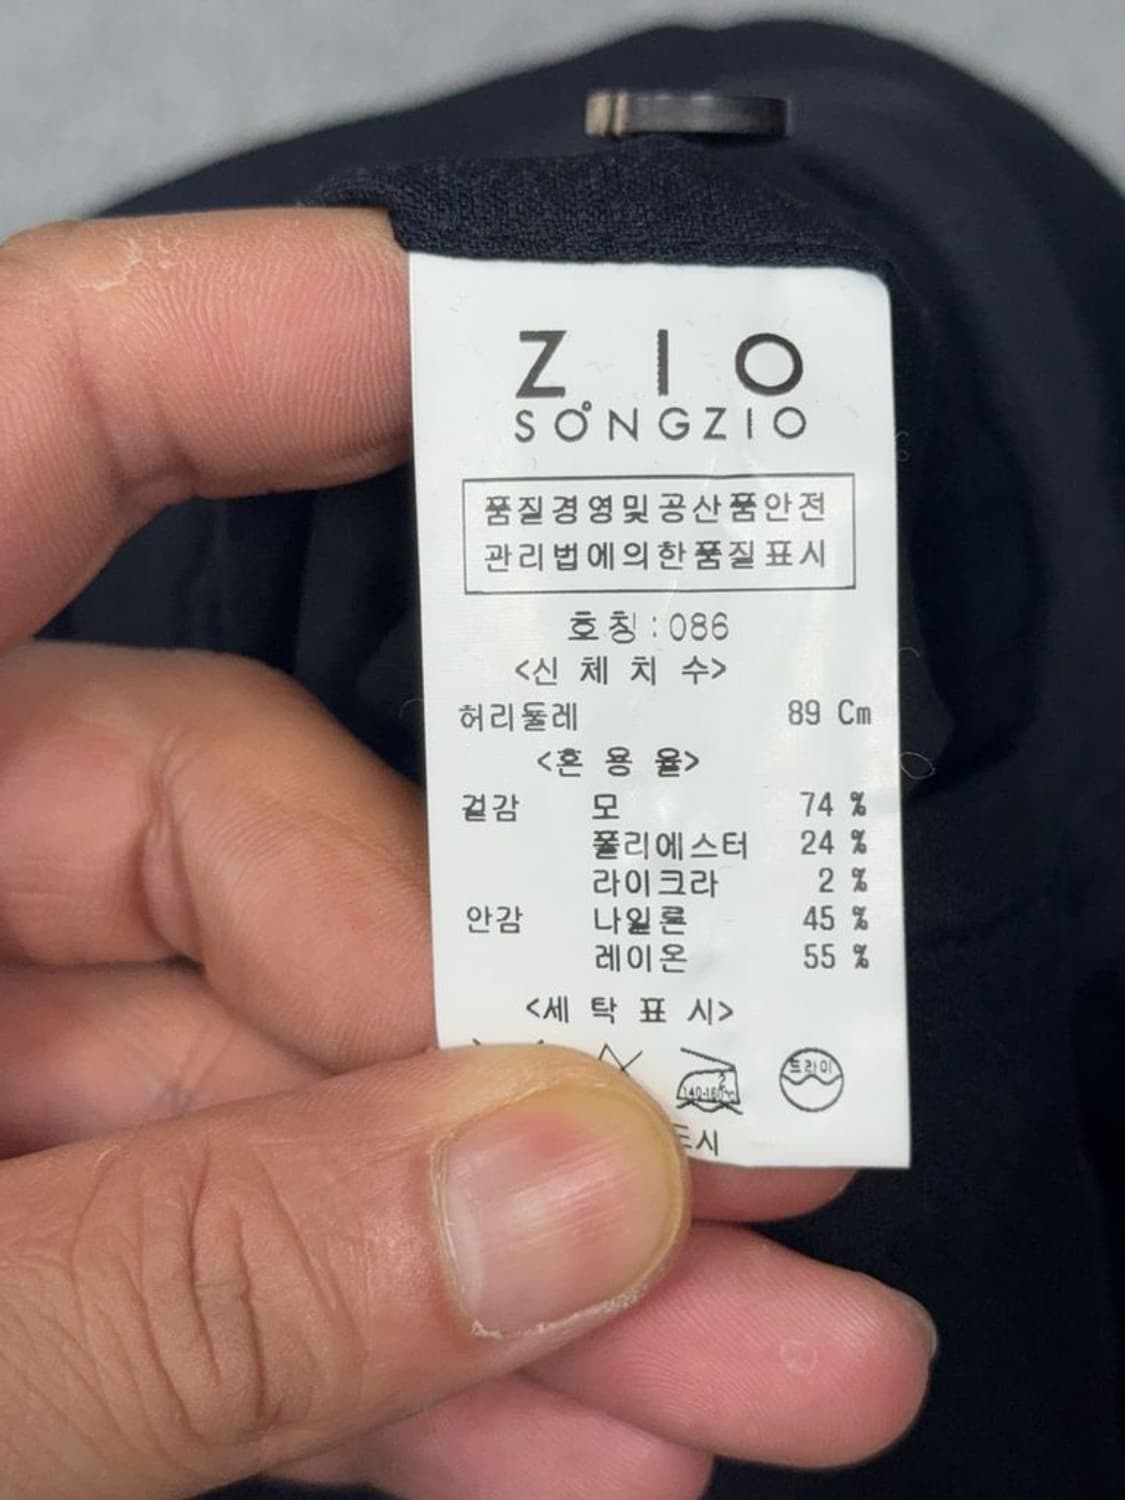 Z I O
SONGZIO
품질경영및공산품안전
관리법에의한품질표시
호칭:086
<신 체 치 수>
허리둘레 89 Cm
<혼 용 율>
겉감 모 74 %
폴리에스터 24 %
라이크라 2 %
안감 나일론 45 %
레이온 55 %
<세 탁 표 시>
2
140-160℃
드라이